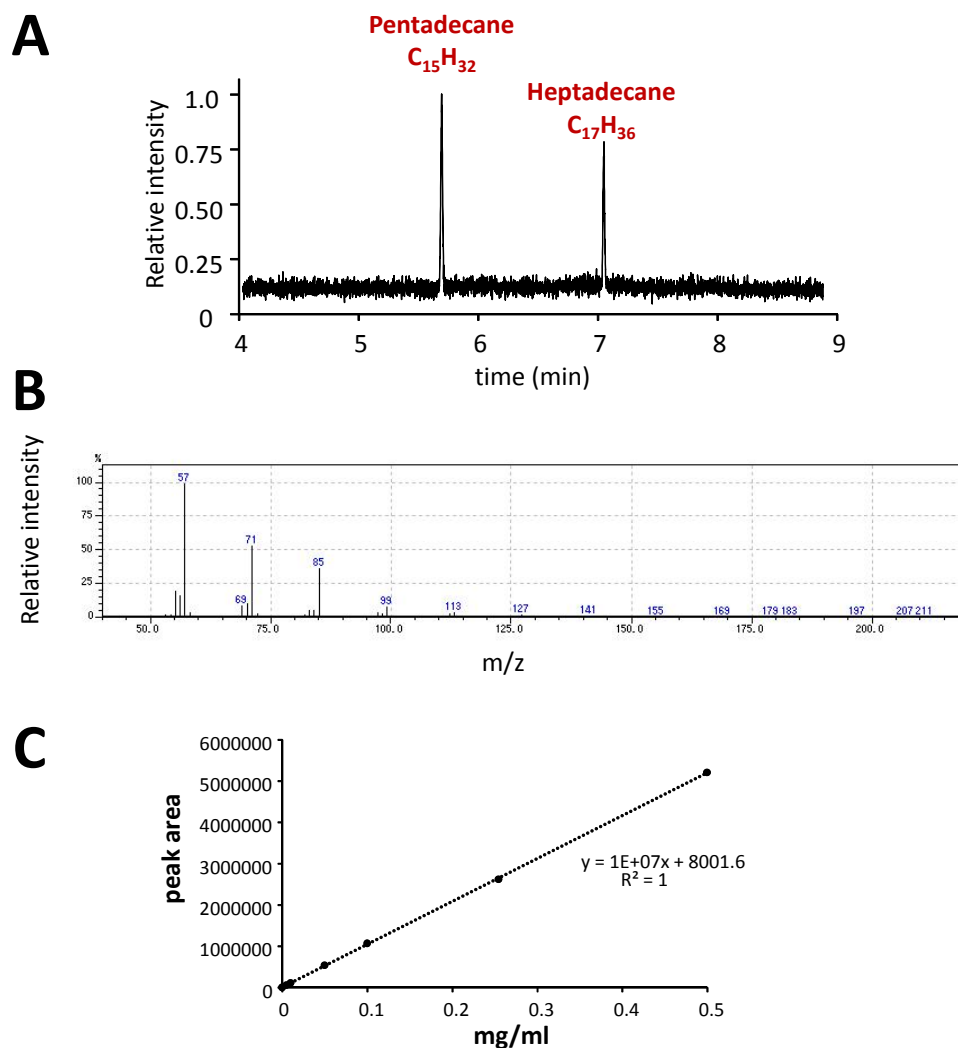 A
Pentadecane
C₁₅H₃₂
Heptadecane
C₁₇H₃₆
Relative intensity
1.0
0.75
0.50
0.25
0
4 5 6 7 8 9
time (min)
B
Relative intensity
%
100
75
50
25
0
57
71
85
69
99
113
127
141
155
169
179 183
197
207 211
50.0 75.0 100.0 125.0 150.0 175.0 200.0
m/z
C
peak area
6000000
5000000
4000000
3000000
2000000
1000000
0
y = 1E+07x + 8001.6
R² = 1
0 0.1 0.2 0.3 0.4 0.5
mg/ml